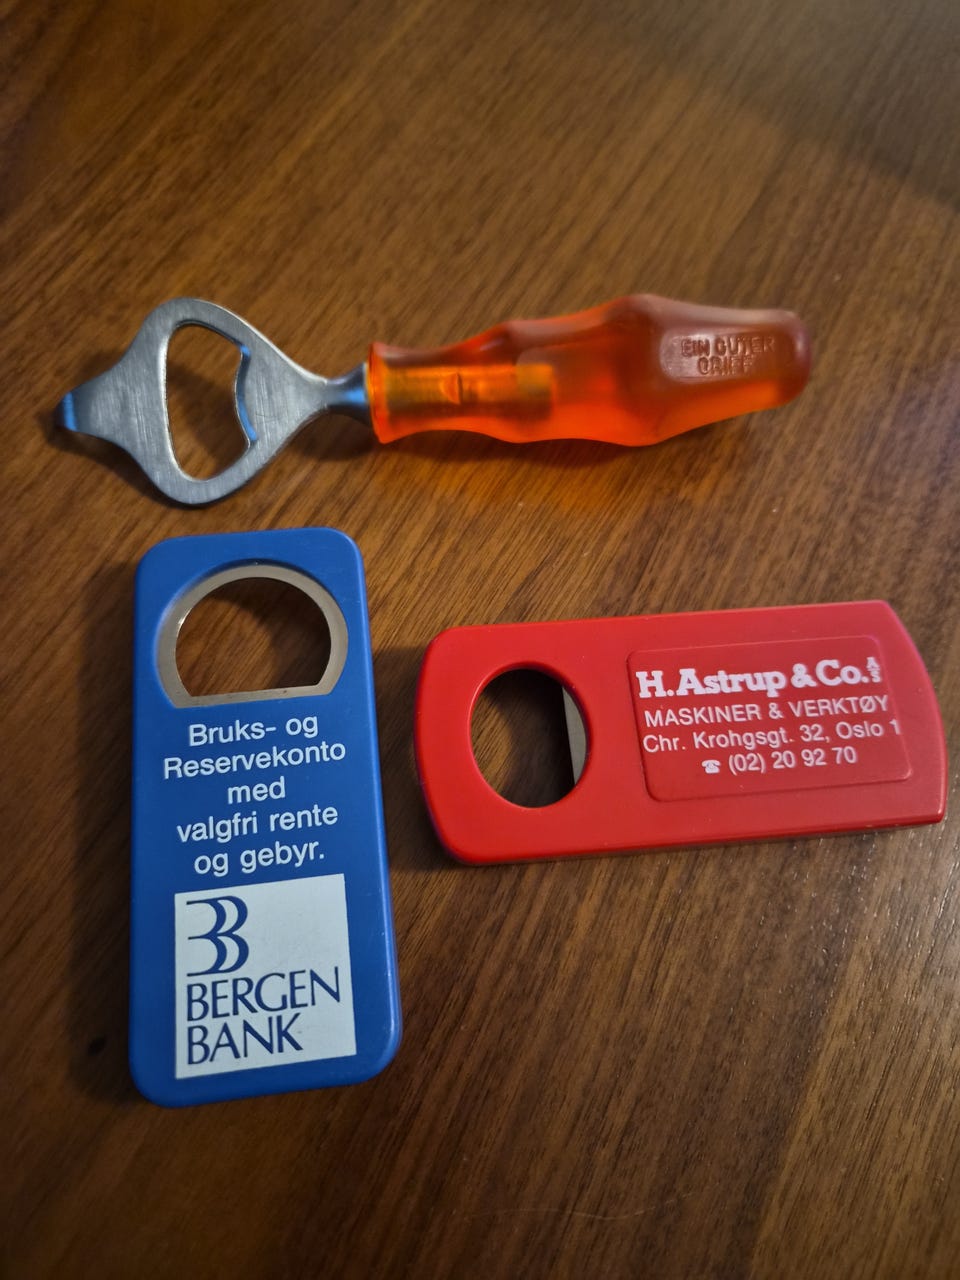 EIN GUTER
GRIFF
Bruks- og
Reservekonto
med
valgfri rente
og gebyr.
BERGEN
BANK
H. Astrup & Co. A/S
MASKINER & VERKTØY
Chr. Krohgsgt. 32, Oslo 1
☎ (02) 20 92 70